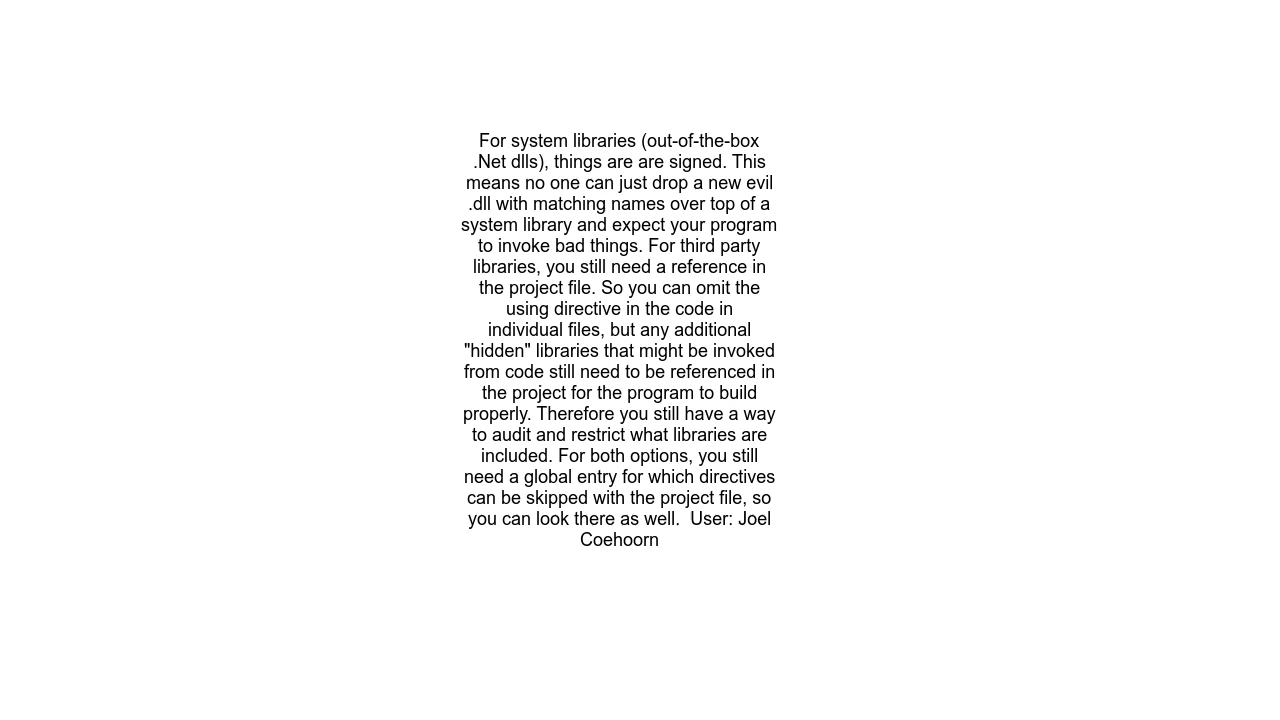 For system libraries (out-of-the-box
.Net dlls), things are are signed. This
means no one can just drop a new evil
.dll with matching names over top of a
system library and expect your program
to invoke bad things. For third party
libraries, you still need a reference in
the project file. So you can omit the
using directive in the code in
individual files, but any additional
"hidden" libraries that might be invoked
from code still need to be referenced in
the project for the program to build
properly. Therefore you still have a way
to audit and restrict what libraries are
included. For both options, you still
need a global entry for which directives
can be skipped with the project file, so
you can look there as well.  User: Joel
Coehoorn